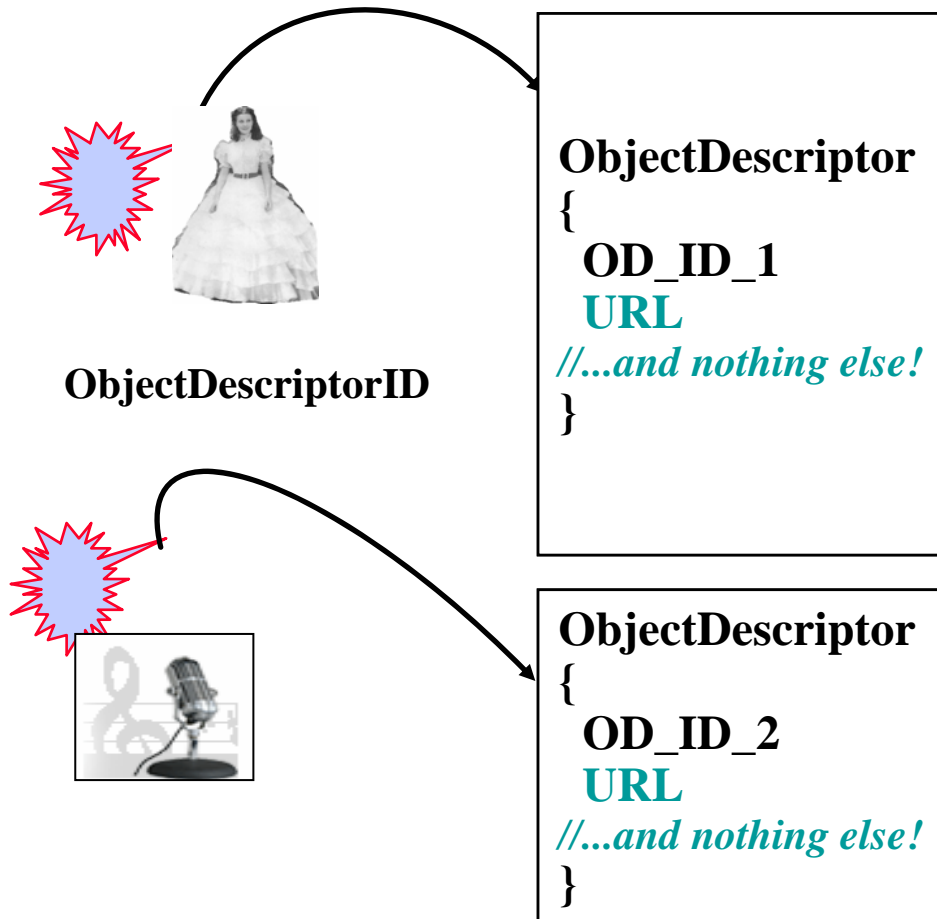 ObjectDescriptor
{
OD_ID_1
URL
//...and nothing else!
}
ObjectDescriptorID
ObjectDescriptor
{
OD_ID_2
URL
//...and nothing else!
}